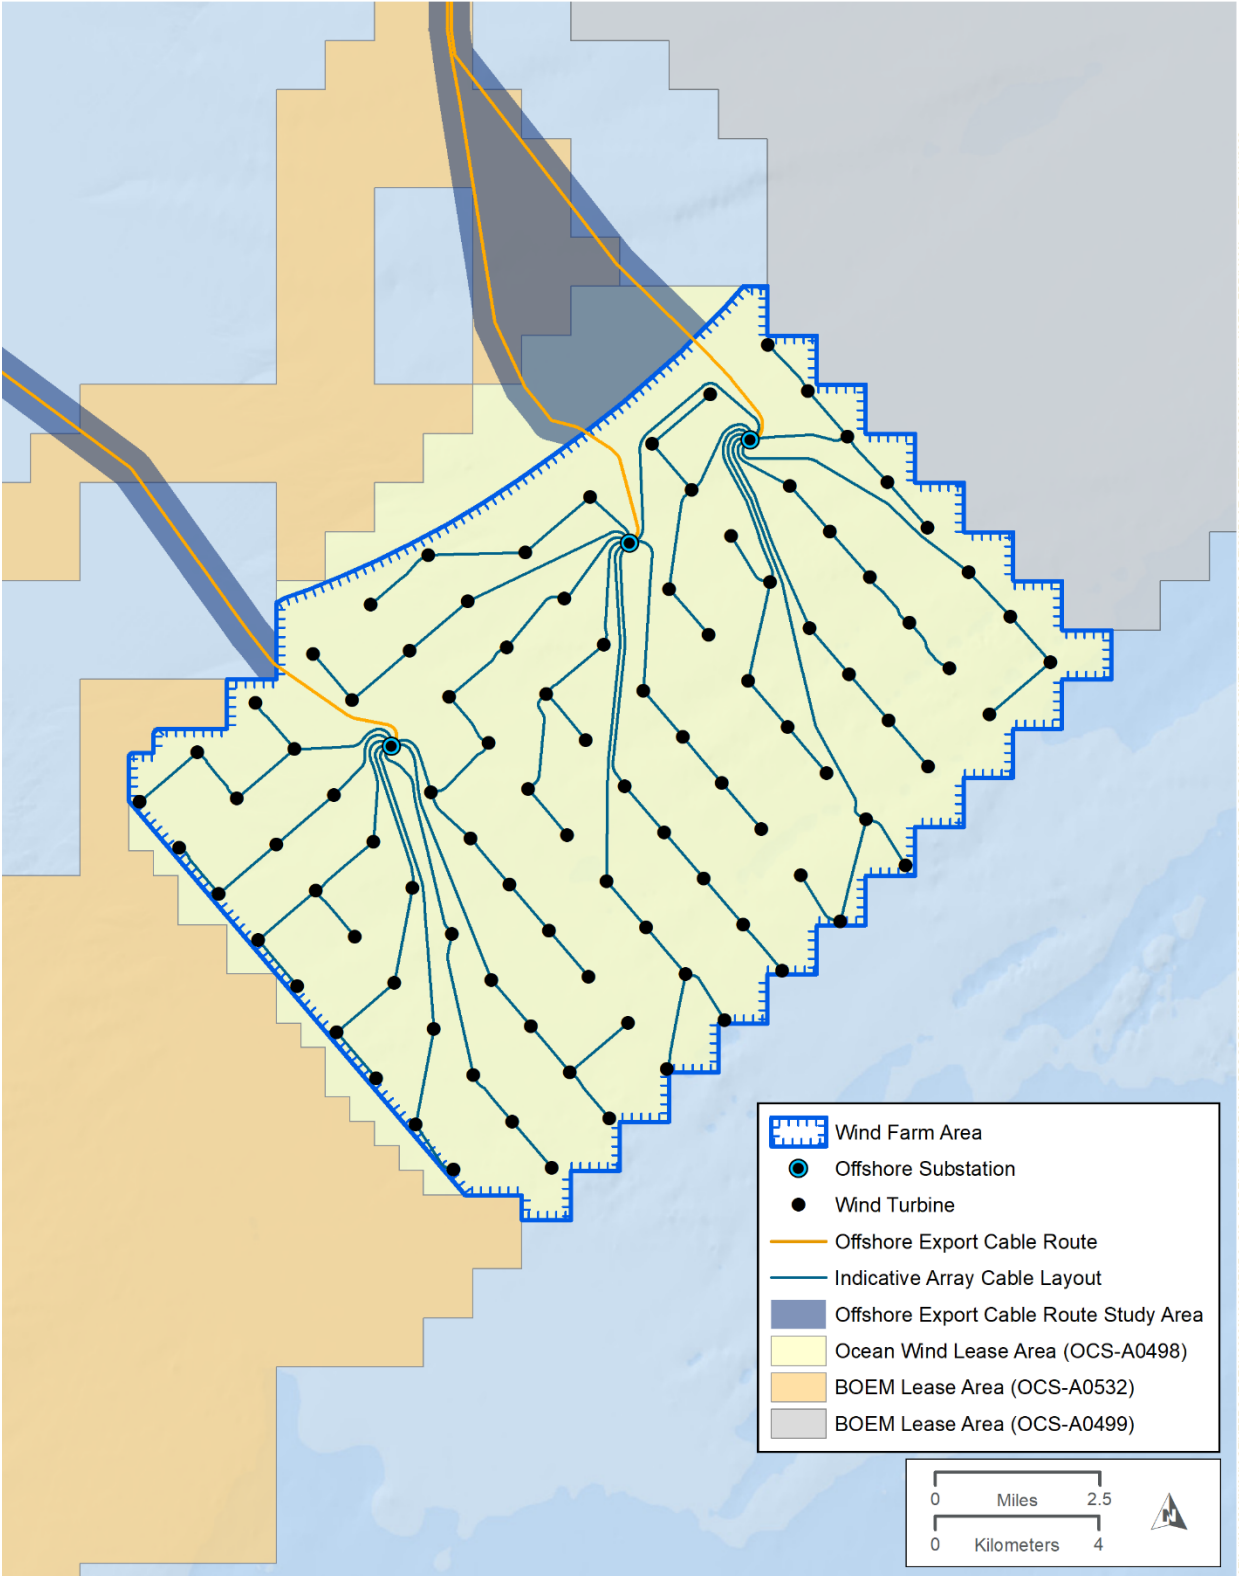 Wind Farm Area
Offshore Substation
Wind Turbine
Offshore Export Cable Route
Indicative Array Cable Layout
Offshore Export Cable Route Study Area
Ocean Wind Lease Area (OCS-A0498)
BOEM Lease Area (OCS-A0532)
BOEM Lease Area (OCS-A0499)
0 Miles 2.5
N
0 Kilometers 4